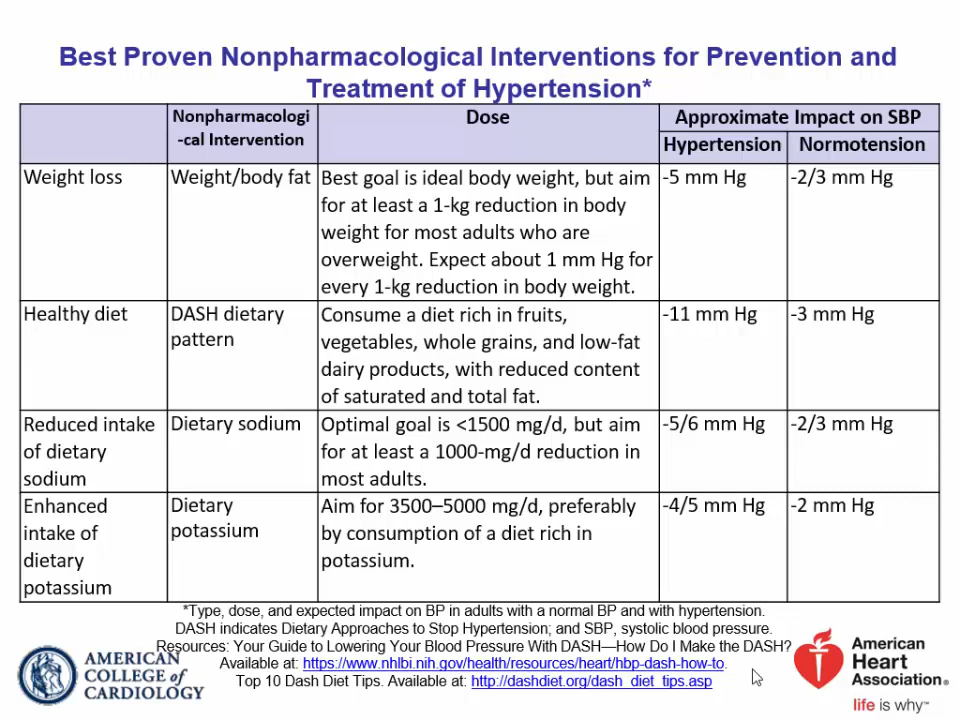 Best Proven Nonpharmacological Interventions for Prevention and
Treatment of Hypertension*
Nonpharmacologi
-cal Intervention
Dose
Approximate Impact on SBP
Hypertension
Normotension
Weight loss
Weight/body fat
Best goal is ideal body weight, but aim
for at least a 1-kg reduction in body
weight for most adults who are
overweight. Expect about 1 mm Hg for
every 1-kg reduction in body weight.
-5 mm Hg
-2/3 mm Hg
Healthy diet
DASH dietary
pattern
Consume a diet rich in fruits,
vegetables, whole grains, and low-fat
dairy products, with reduced content
of saturated and total fat.
-11 mm Hg
-3 mm Hg
Reduced intake
of dietary
sodium
Dietary sodium
Optimal goal is <1500 mg/d, but aim
for at least a 1000-mg/d reduction in
most adults.
-5/6 mm Hg
-2/3 mm Hg
Enhanced
intake of
dietary
potassium
Dietary
potassium
Aim for 3500–5000 mg/d, preferably
by consumption of a diet rich in
potassium.
-4/5 mm Hg
-2 mm Hg
*Type, dose, and expected impact on BP in adults with a normal BP and with hypertension.
DASH indicates Dietary Approaches to Stop Hypertension; and SBP, systolic blood pressure.
Resources: Your Guide to Lowering Your Blood Pressure With DASH—How Do I Make the DASH?
Available at: https://www.nhlbi.nih.gov/health/resources/heart/hbp-dash-how-to.
Top 10 Dash Diet Tips. Available at: http://dashdiet.org/dash_diet_tips.asp
AMERICAN
COLLEGE of
CARDIOLOGY
American
Heart
Association®
life is why™